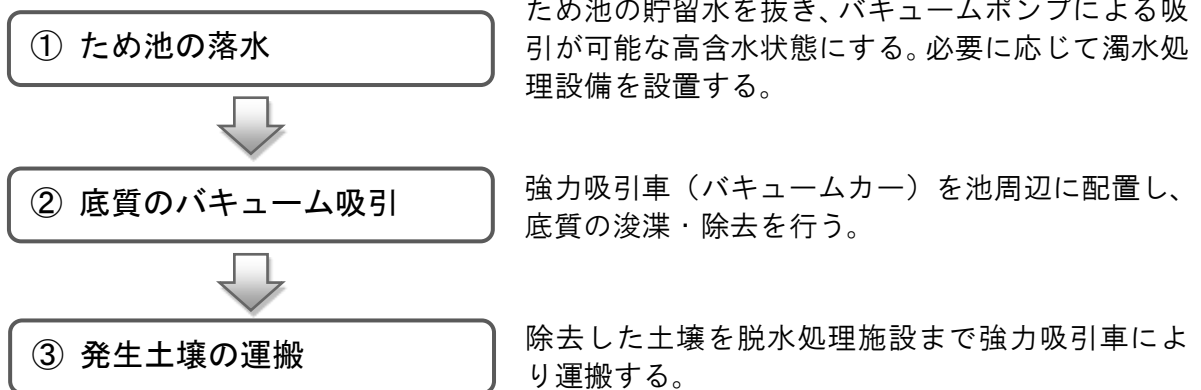 ① ため池の落水
ため池の貯留水を抜き、バキュームポンプによる吸
引が可能な高含水状態にする。必要に応じて濁水処
理設備を設置する。
② 底質のバキューム吸引
強力吸引車（バキュームカー）を池周辺に配置し、
底質の浚渫・除去を行う。
③ 発生土壌の運搬
除去した土壌を脱水処理施設まで強力吸引車によ
り運搬する。